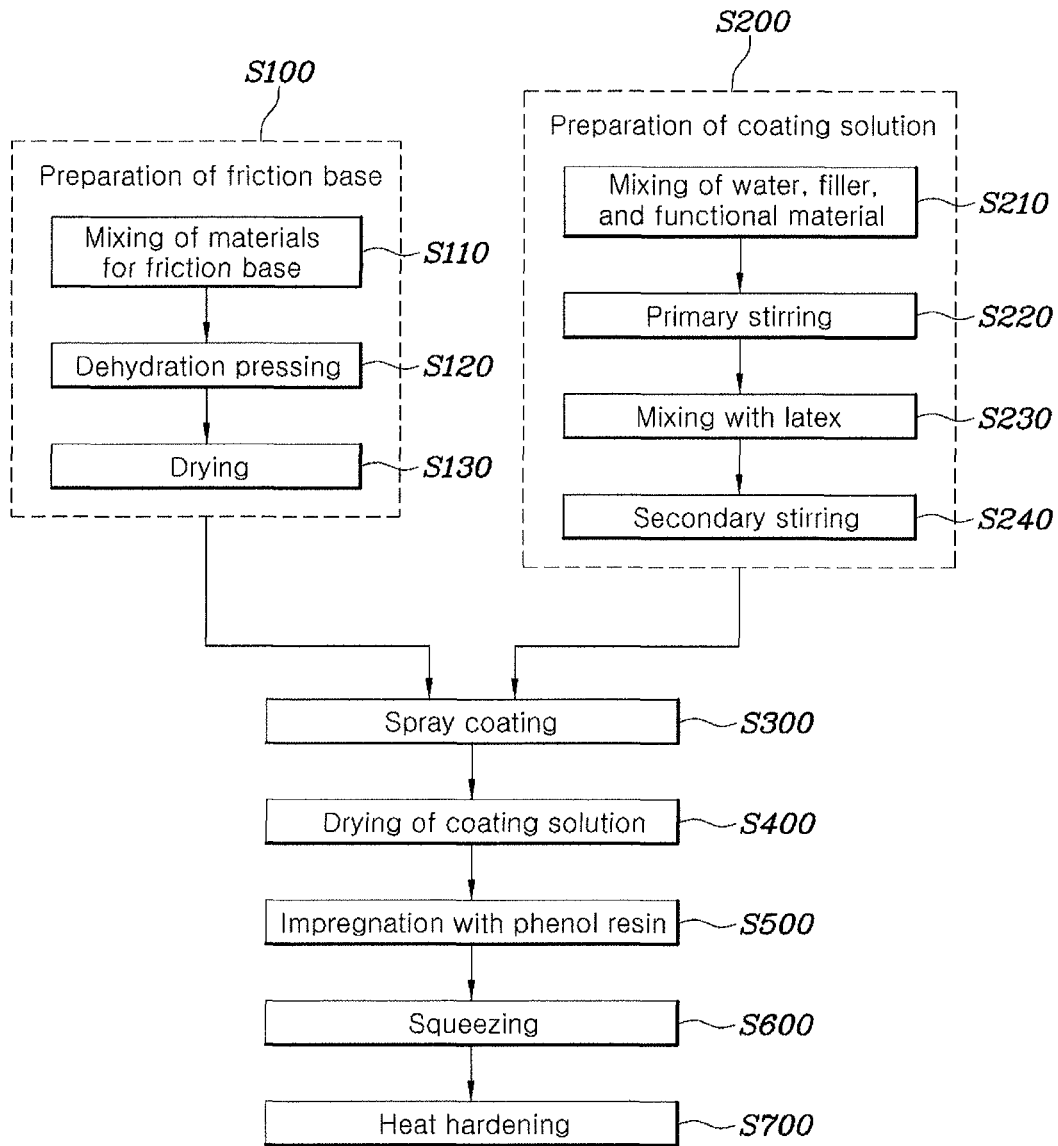 S100
Preparation of friction base
Mixing of materials
for friction base
S110
Dehydration pressing
S120
Drying
S130
S200
Preparation of coating solution
Mixing of water, filler,
and functional material
S210
Primary stirring
S220
Mixing with latex
S230
Secondary stirring
S240
Spray coating
S300
Drying of coating solution
S400
Impregnation with phenol resin
S500
Squeezing
S600
Heat hardening
S700